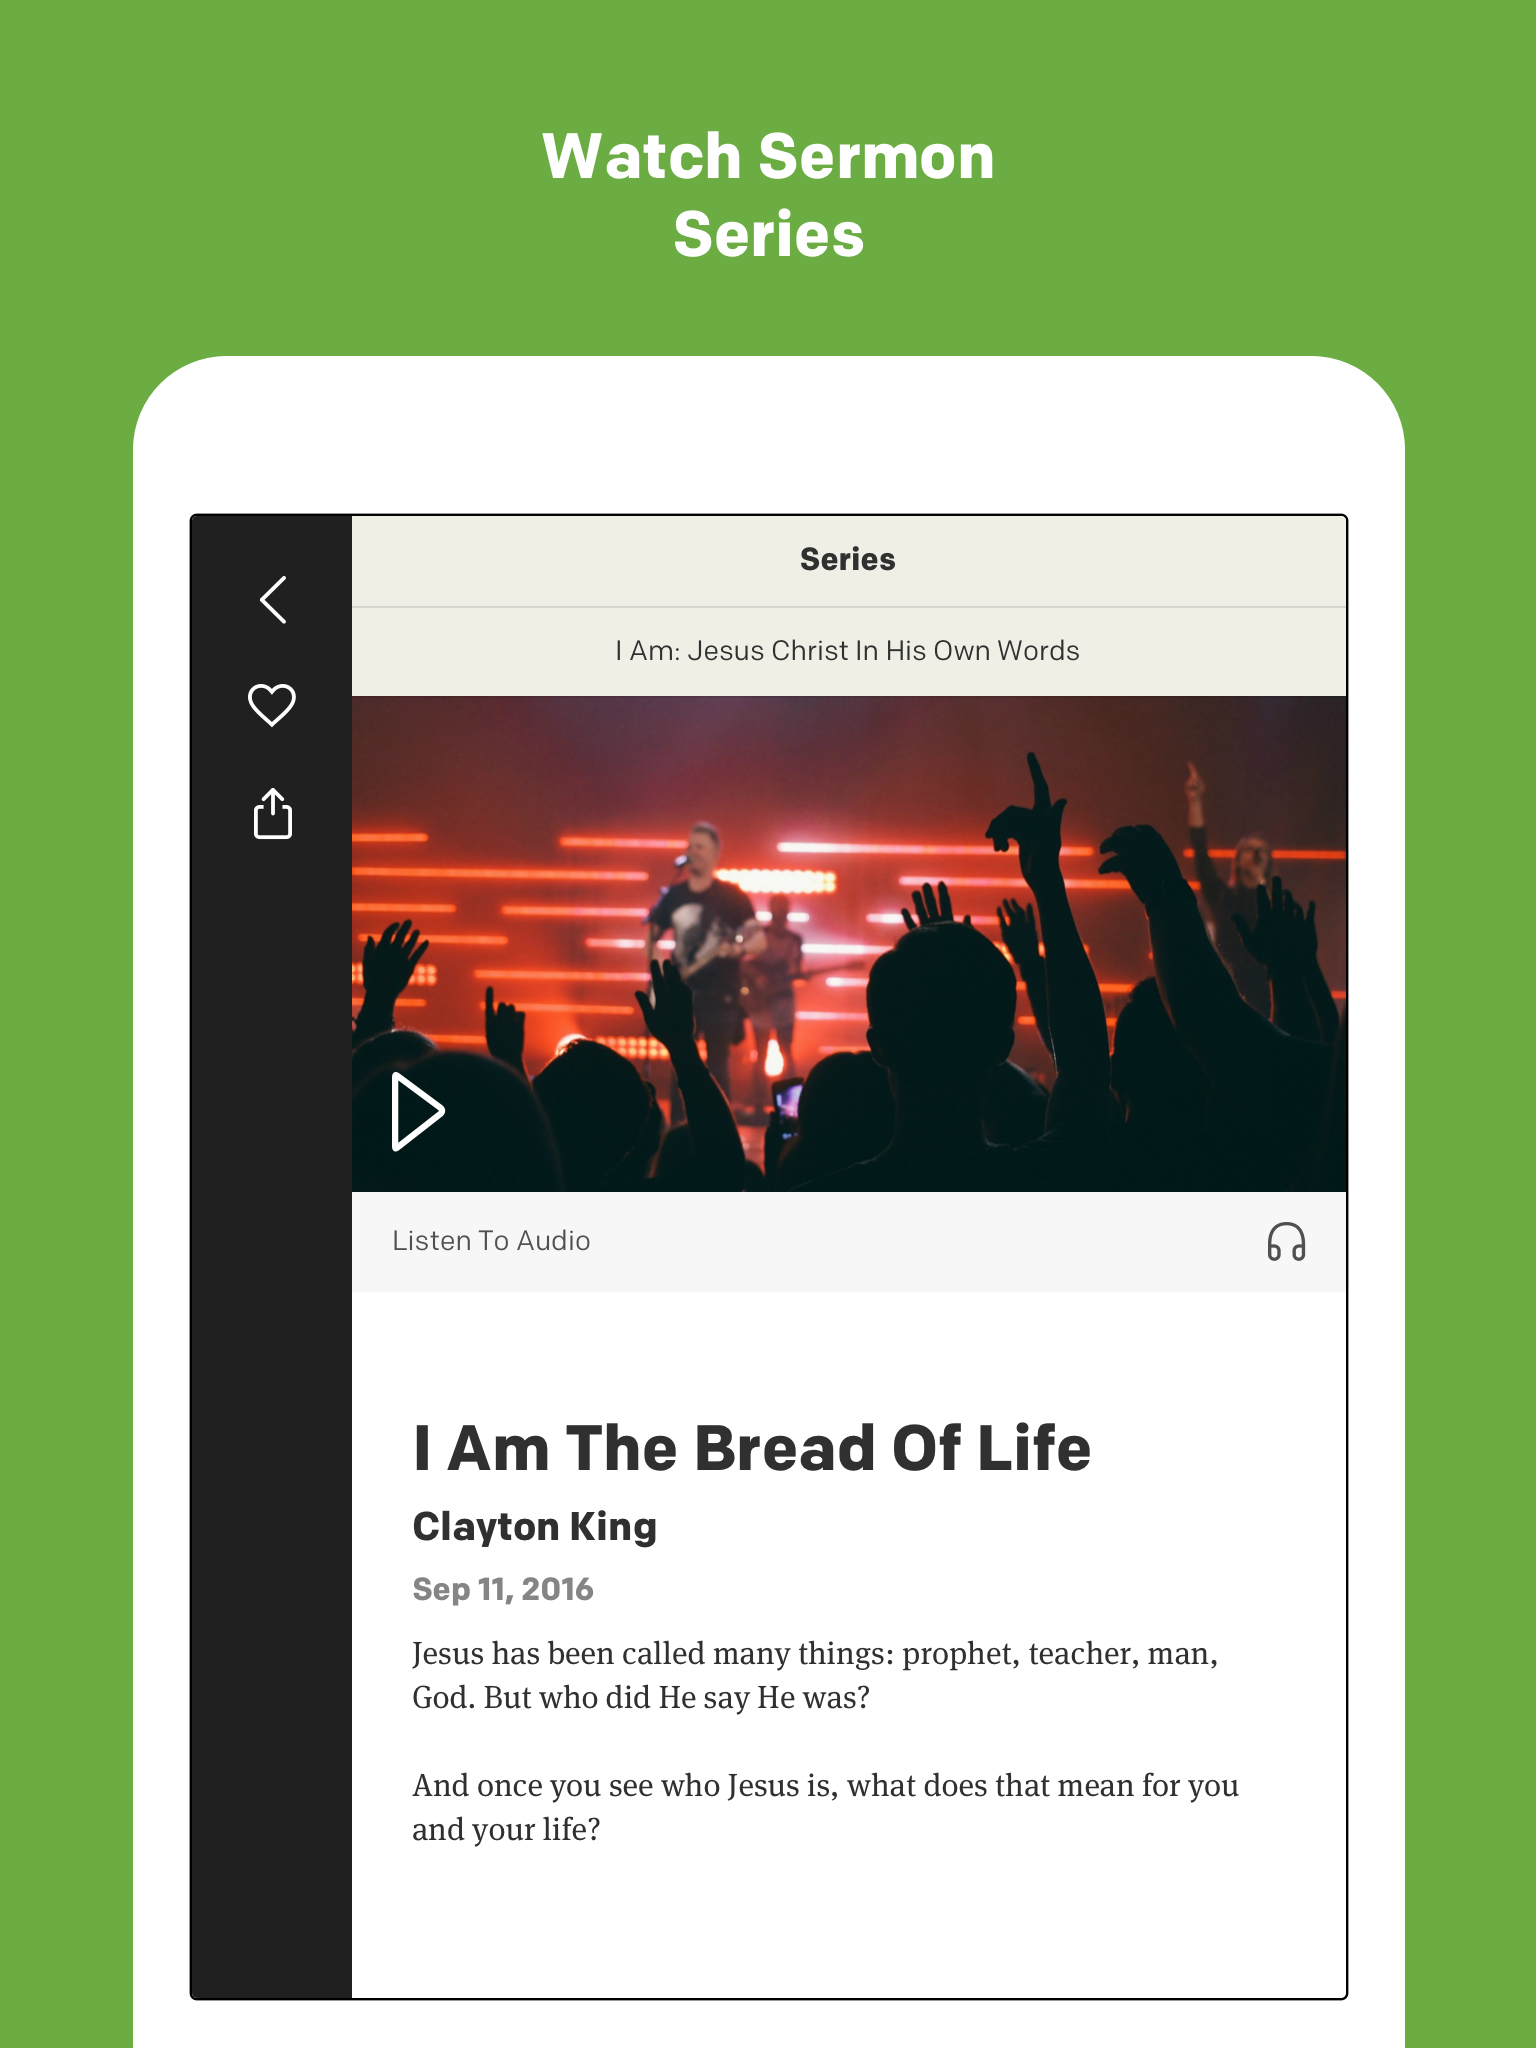 Watch Sermon
Series
Series
I Am: Jesus Christ In His Own Words
Listen To Audio
I Am The Bread Of Life
Clayton King
Sep 11, 2016
Jesus has been called many things: prophet, teacher, man,
God. But who did He say He was?
And once you see who Jesus is, what does that mean for you
and your life?